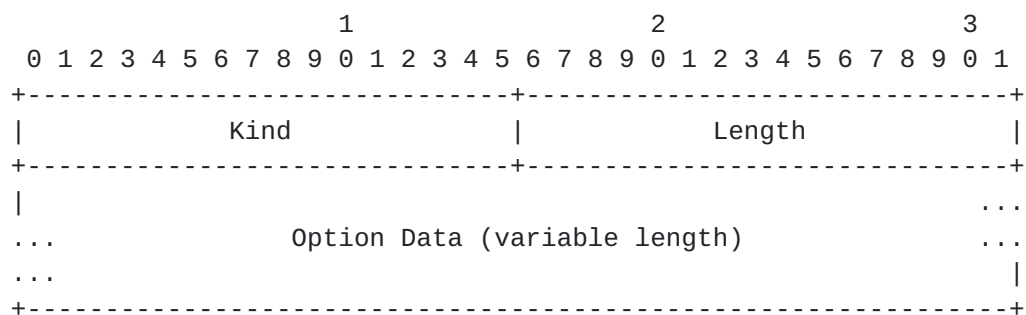 1                   2                   3
 0 1 2 3 4 5 6 7 8 9 0 1 2 3 4 5 6 7 8 9 0 1 2 3 4 5 6 7 8 9 0 1
+-------------------------------+-------------------------------+
|             Kind              |            Length             |
+-------------------------------+-------------------------------+
|                                                             ...
...               Option Data (variable length)               ...
...                                                             |
+---------------------------------------------------------------+